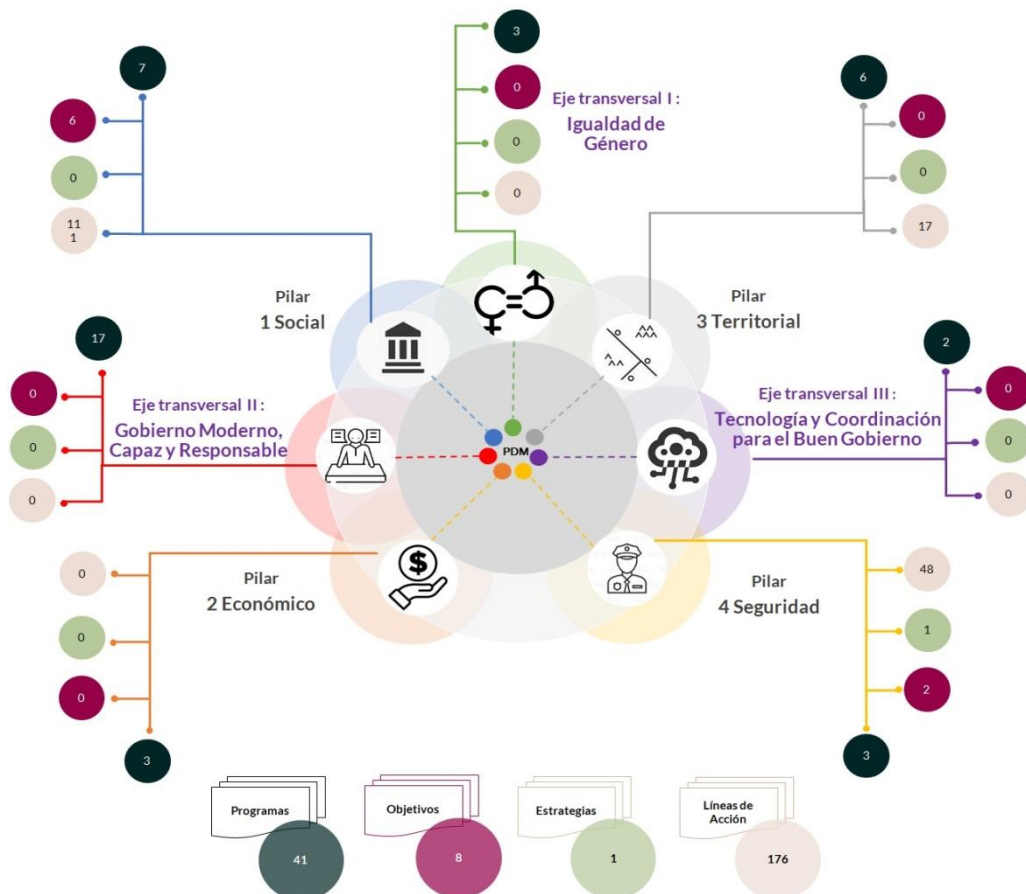 3
7
6
Eje transversal I :
Igualdad de
Género
6
0
0
0
0
0
11
1
0
17
Pilar
1 Social
Pilar
3 Territorial
17
2
0
Eje transversal II :
Gobierno Moderno,
Capaz y Responsable
Eje transversal III :
Tecnología y Coordinación
para el Buen Gobierno
0
0
0
PDM
0
0
0
Pilar
2 Económico
$
Pilar
4 Seguridad
48
0
1
0
2
3
3
Programas
Objetivos
Estrategias
Líneas de
Acción
41
8
1
176